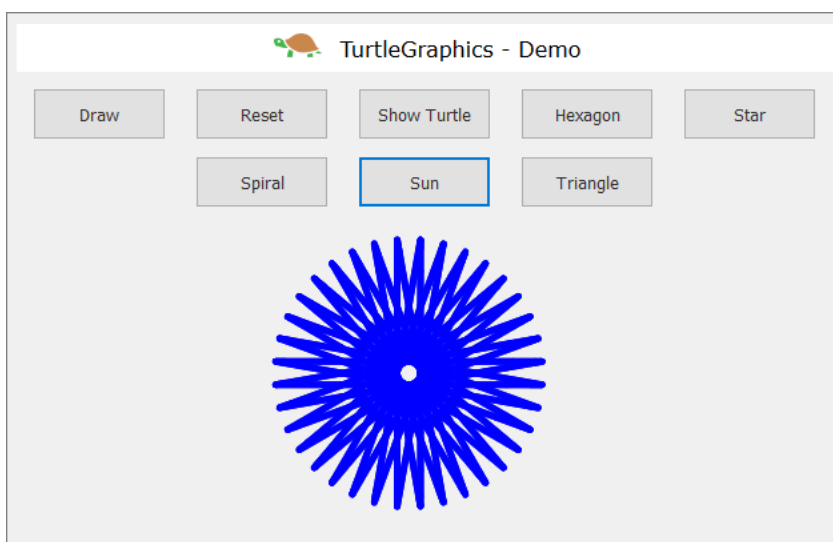 TurtleGraphics - Demo
Draw Reset Show Turtle Hexagon Star
Spiral Sun Triangle